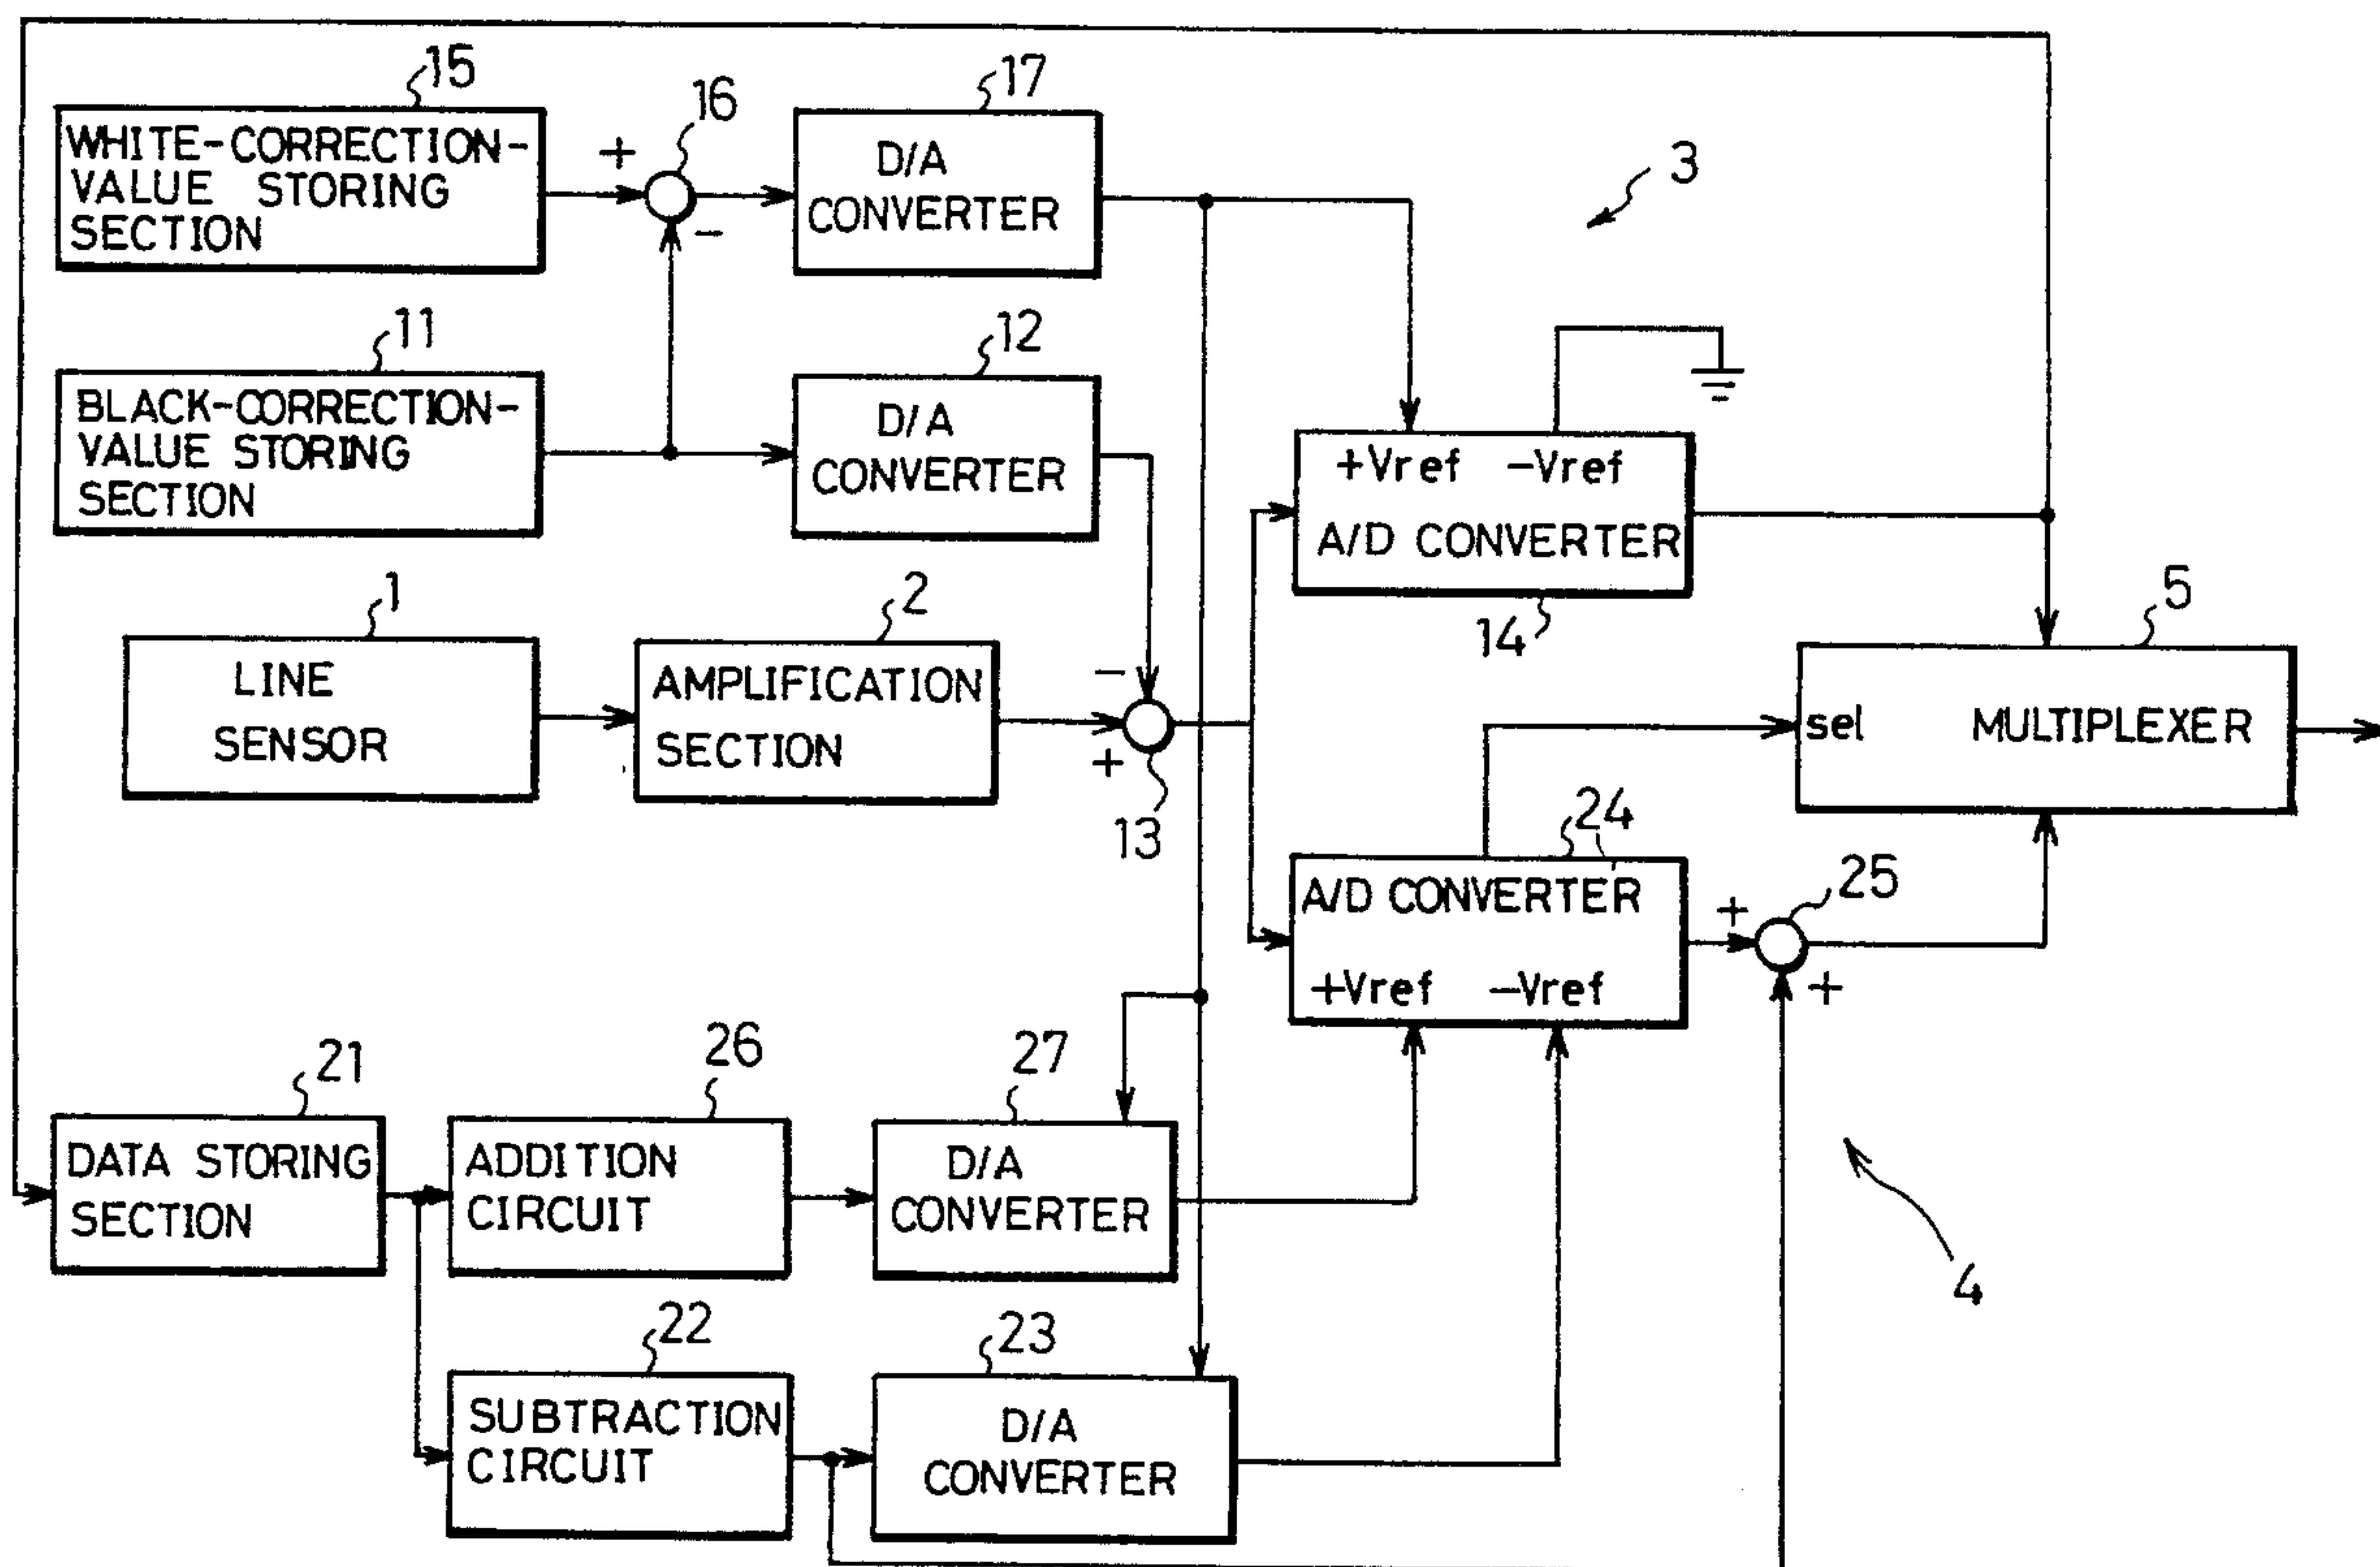 15
16
17
WHITE-CORRECTION-
VALUE STORING
SECTION
+
-
D/A
CONVERTER
3
11
12
BLACK-CORRECTION-
VALUE STORING
SECTION
D/A
CONVERTER
+Vref -Vref
A/D CONVERTER
14
1
2
5
LINE
SENSOR
AMPLIFICATION
SECTION
-
+
13
sel MULTIPLEXER
24
A/D CONVERTER
+Vref -Vref
+
25
+
21
26
27
DATA STORING
SECTION
ADDITION
CIRCUIT
D/A
CONVERTER
4
22
23
SUBTRACTION
CIRCUIT
D/A
CONVERTER